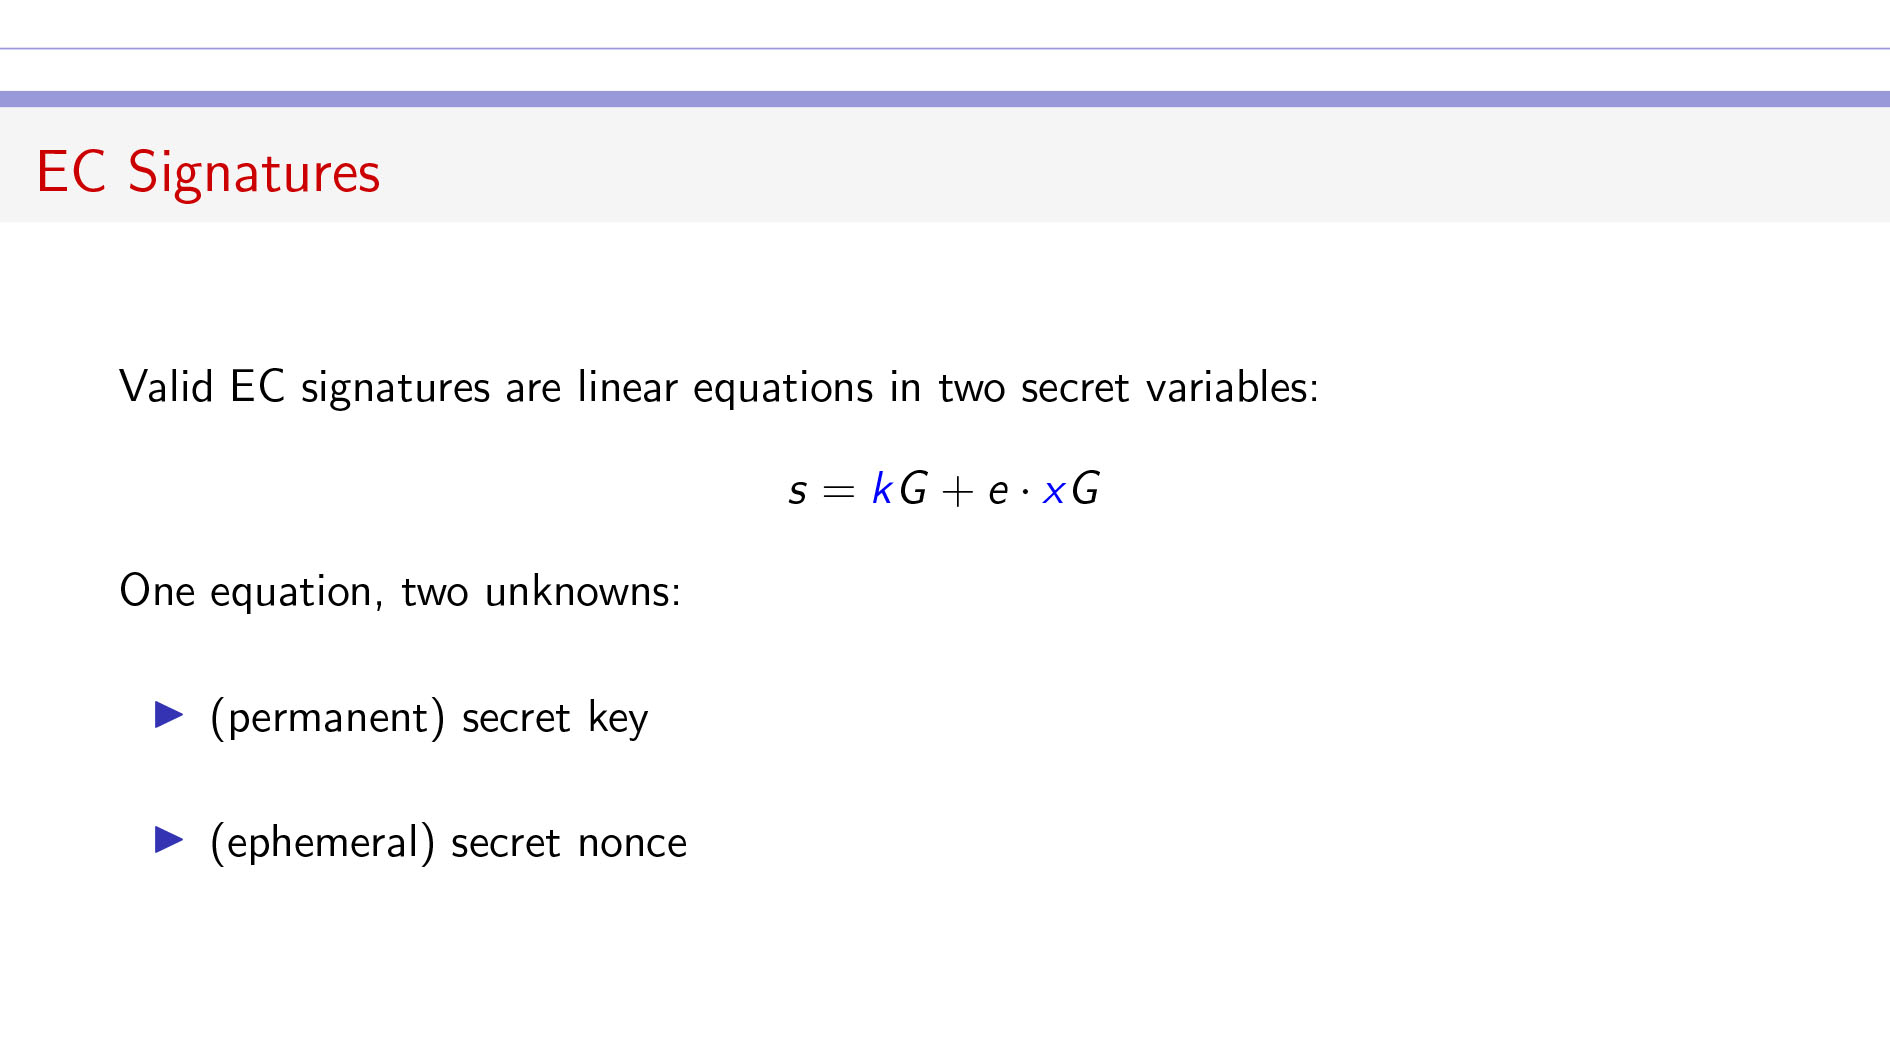 EC Signatures
Valid EC signatures are linear equations in two secret variables:
s = kG + e · xG
One equation, two unknowns:
▶ (permanent) secret key
▶ (ephemeral) secret nonce